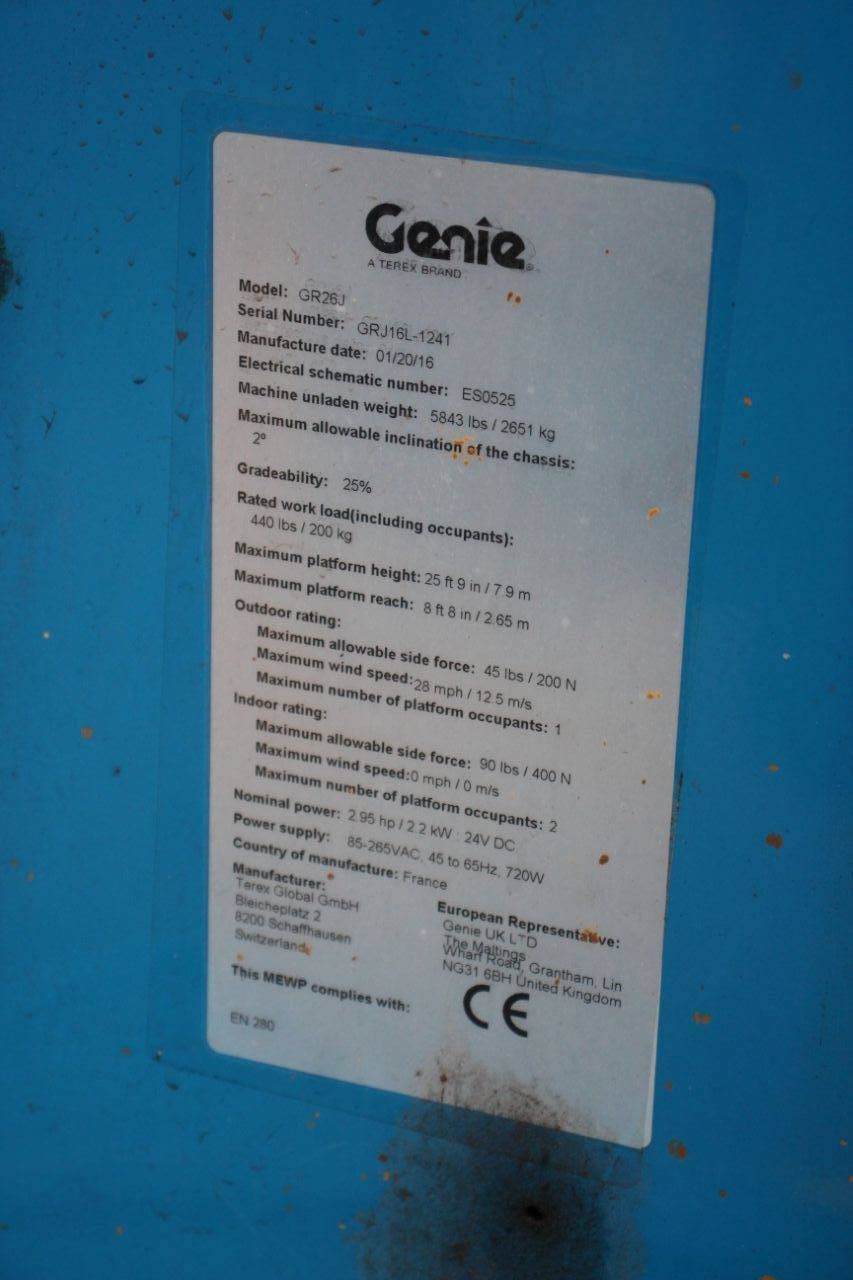 Genie
A TEREX BRAND
Model: GR26J
Serial Number: GRJ16L-1241
Manufacture date: 01/20/16
Electrical schematic number: ES0525
Machine unladen weight: 5843 lbs / 2651 kg
Maximum allowable inclination of the chassis:
2°
Gradeability: 25%
Rated work load(including occupants):
440 lbs / 200 kg
Maximum platform height: 25 ft 9 in / 7.9 m
Maximum platform reach: 8 ft 8 in / 2.65 m
Outdoor rating:
Maximum allowable side force: 45 lbs / 200 N
Maximum wind speed:28 mph / 12.5 m/s
Maximum number of platform occupants: 1
Indoor rating:
Maximum allowable side force: 90 lbs / 400 N
Maximum wind speed:0 mph / 0 m/s
Maximum number of platform occupants: 2
Nominal power: 2.95 hp / 2.2 kW : 24V DC
Power supply: 85-265VAC, 45 to 65Hz, 720W
Country of manufacture: France
Manufacturer:
Terex Global GmbH
Bleicheplatz 2
8200 Schaffhausen
Switzerland
European Representative:
Genie UK LTD
The Maltings
Wharf Road, Grantham, Lin
NG31 6BH United Kingdom
This MEWP complies with:
CE
EN 280